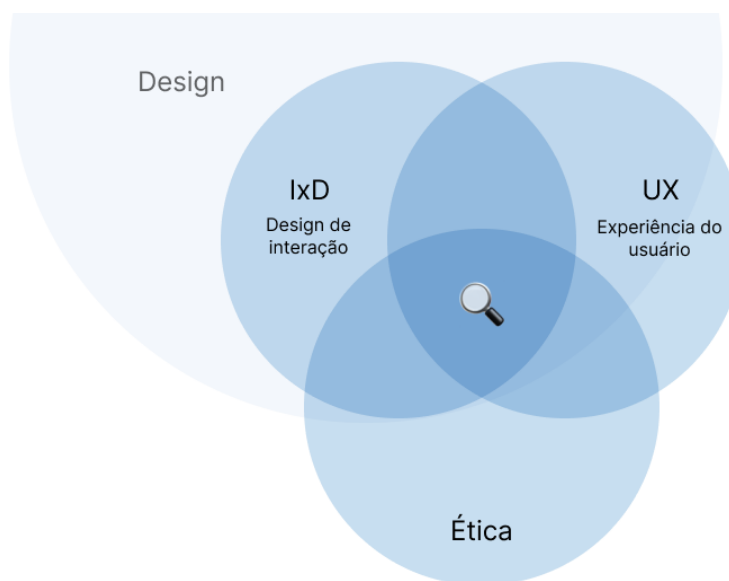 Design
IxD
Design de
interação
UX
Experiência do
usuário
Ética